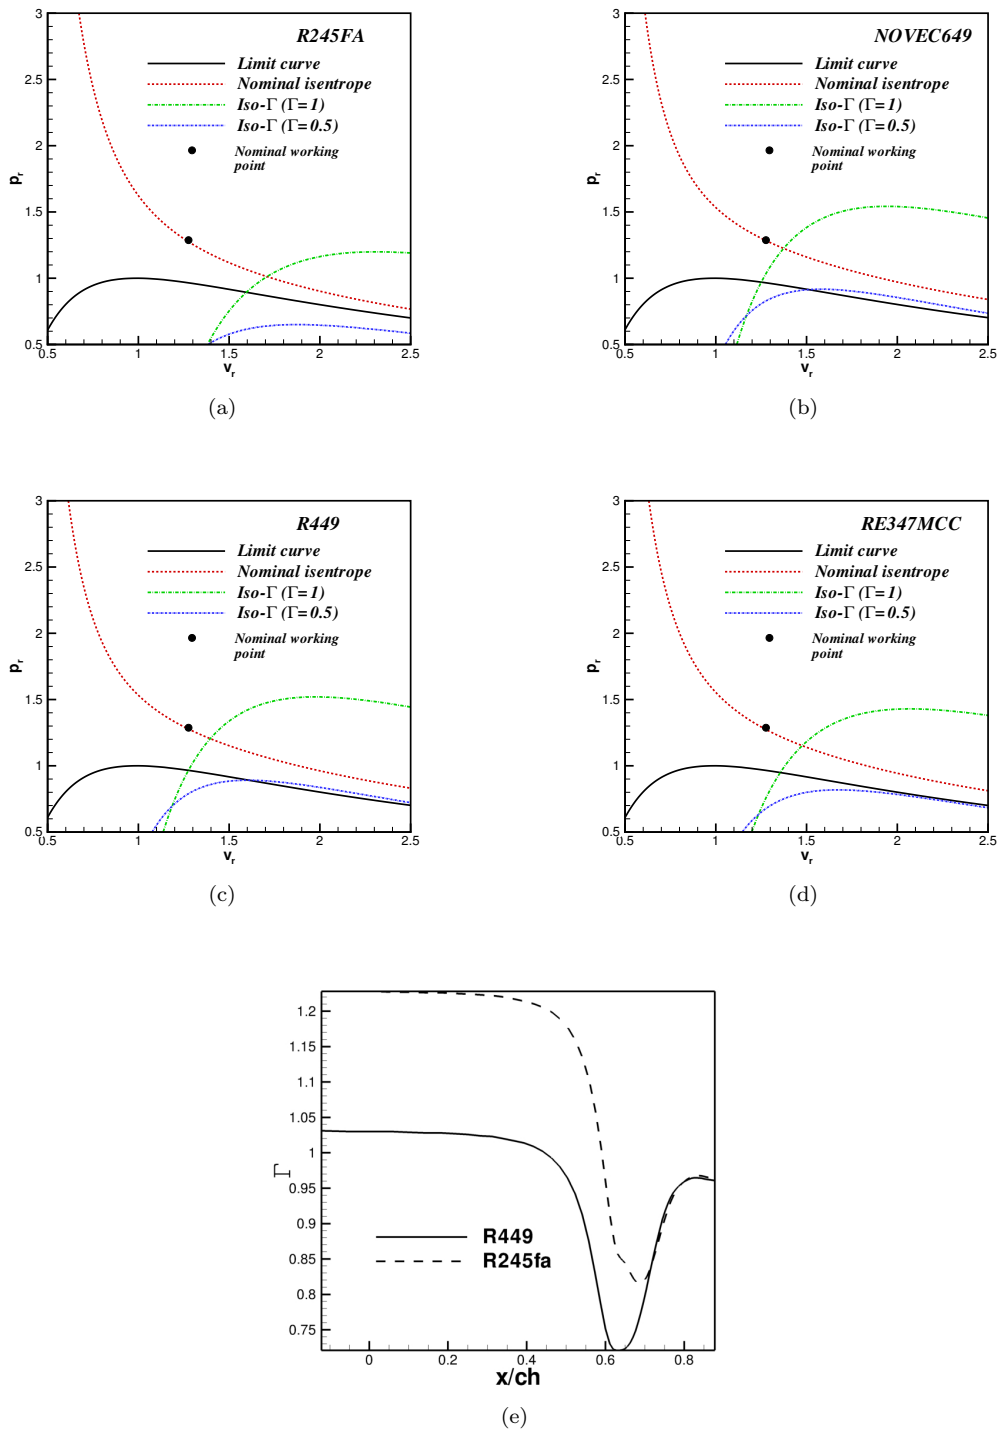 R245FA
Limit curve
Nominal isentrope
Iso-Γ (Γ=1)
Iso-Γ (Γ=0.5)
Nominal working
point
3
2.5
2
1.5
1
0.5
p_r
0.5 1 1.5 2 2.5
v_r
(a)
NOVEC649
Limit curve
Nominal isentrope
Iso-Γ (Γ=1)
Iso-Γ (Γ=0.5)
Nominal working
point
3
2.5
2
1.5
1
0.5
p_r
0.5 1 1.5 2 2.5
v_r
(b)
R449
Limit curve
Nominal isentrope
Iso-Γ (Γ=1)
Iso-Γ (Γ=0.5)
Nominal working
point
3
2.5
2
1.5
1
0.5
p_r
0.5 1 1.5 2 2.5
v_r
(c)
RE347MCC
Limit curve
Nominal isentrope
Iso-Γ (Γ=1)
Iso-Γ (Γ=0.5)
Nominal working
point
3
2.5
2
1.5
1
0.5
p_r
0.5 1 1.5 2 2.5
v_r
(d)
1.2
1.15
1.1
1.05
1
0.95
0.9
0.85
0.8
0.75
Γ
R449
R245fa
0 0.2 0.4 0.6 0.8
x/ch
(e)